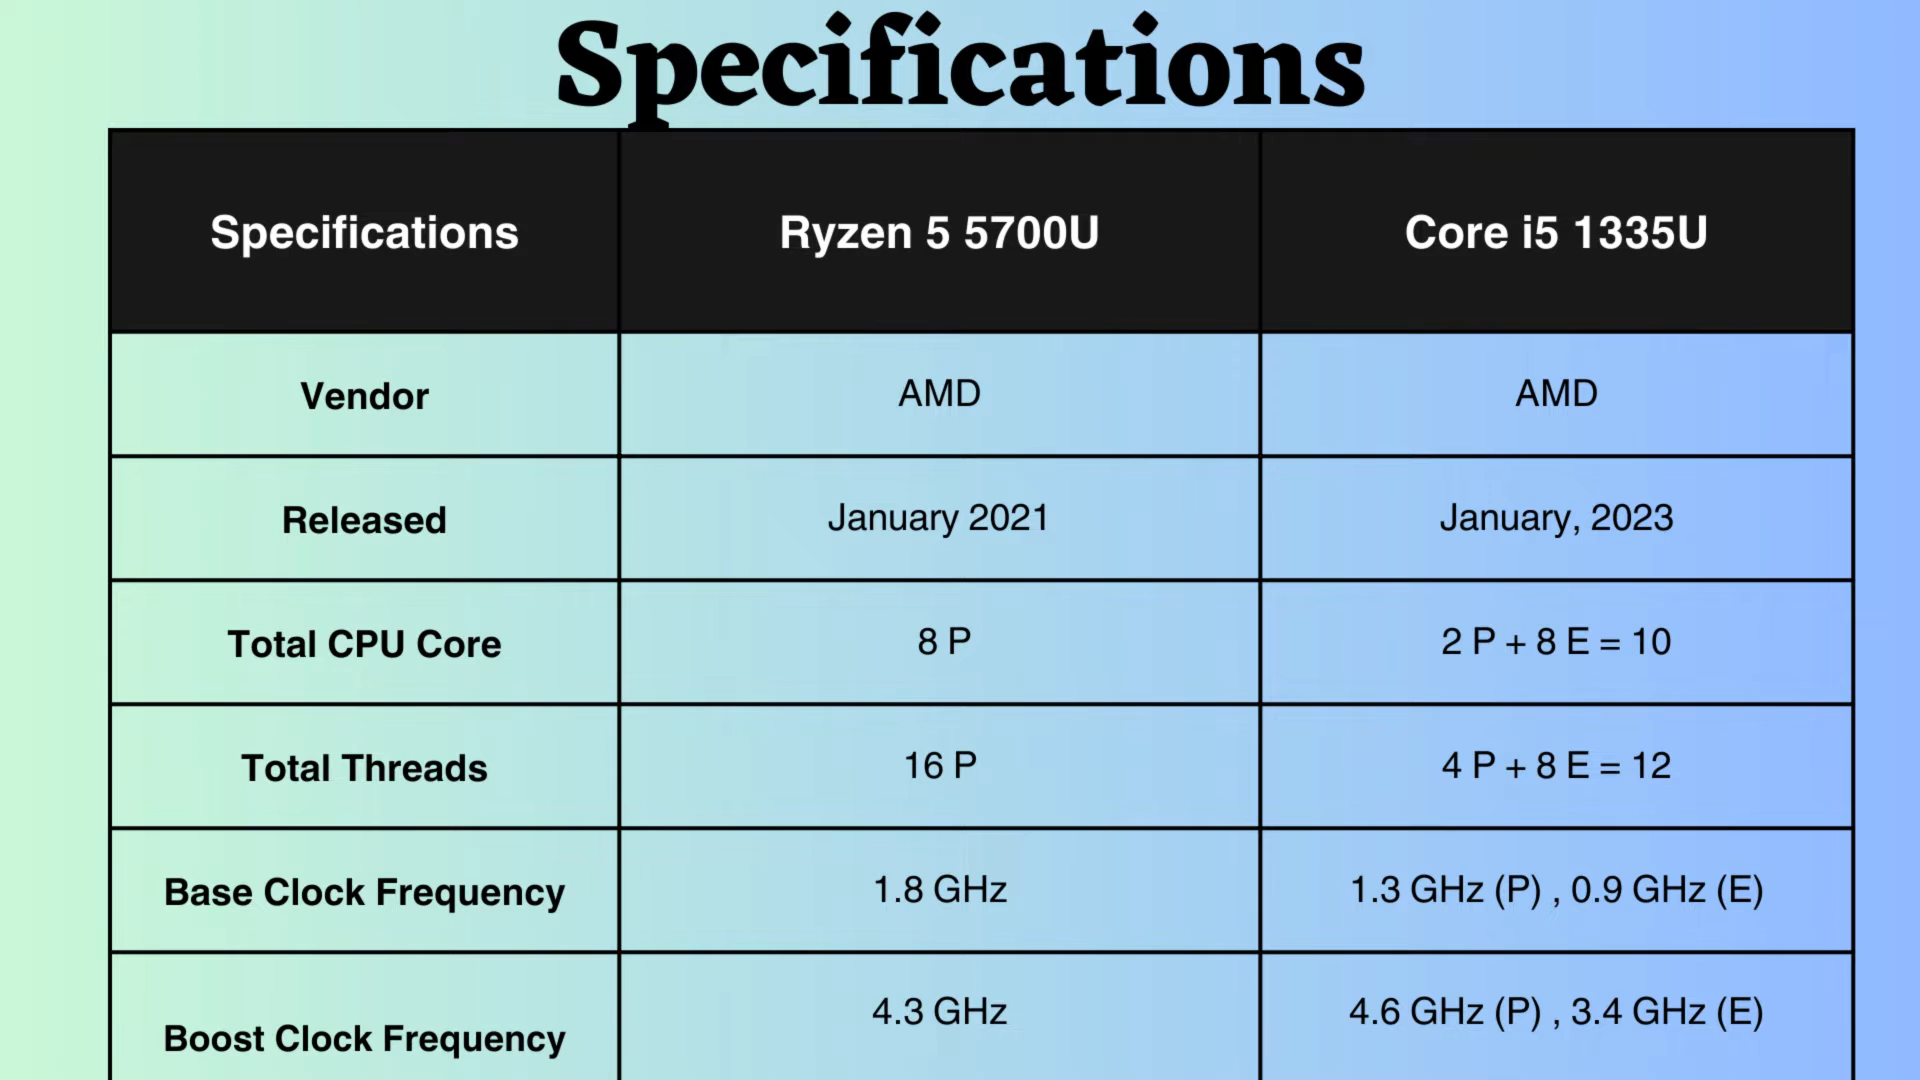 Specifications
Specifications Ryzen 5 5700U Core i5 1335U
Vendor AMD AMD
Released January 2021 January, 2023
Total CPU Core 8 P 2 P + 8 E = 10
Total Threads 16 P 4 P + 8 E = 12
Base Clock Frequency 1.8 GHz 1.3 GHz (P) , 0.9 GHz (E)
Boost Clock Frequency 4.3 GHz 4.6 GHz (P) , 3.4 GHz (E)